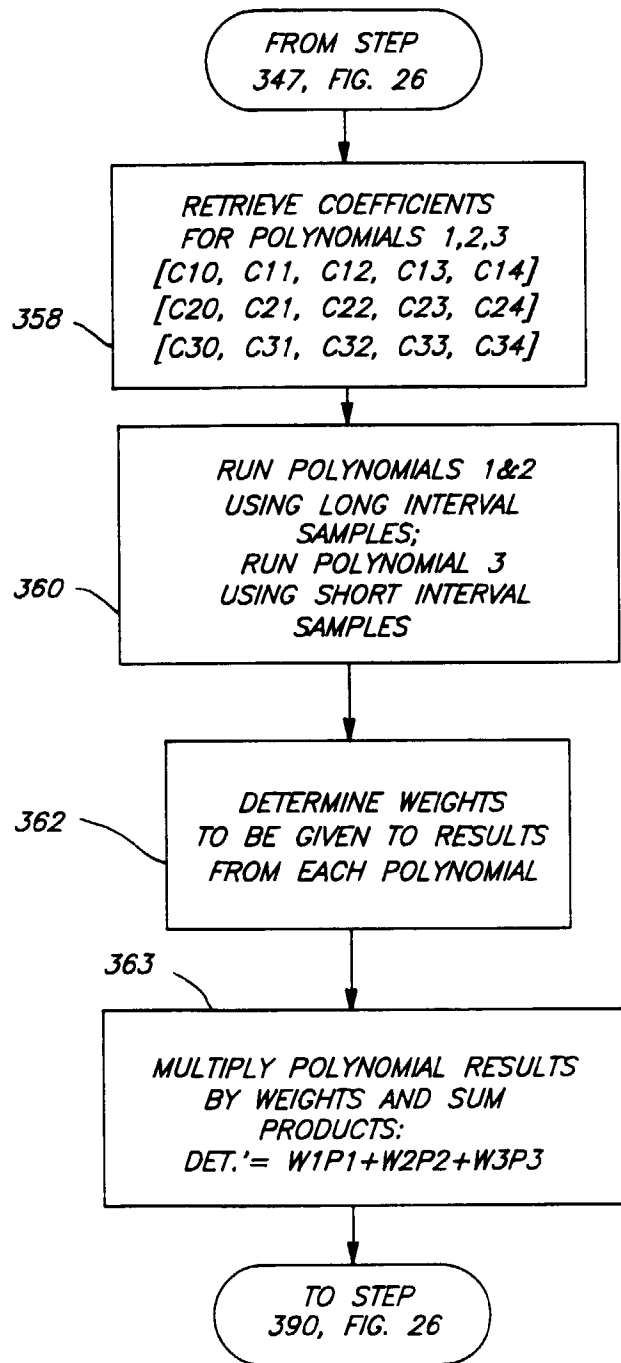 FROM STEP
347, FIG. 26
RETRIEVE COEFFICIENTS
FOR POLYNOMIALS 1,2,3
[C10, C11, C12, C13, C14]
[C20, C21, C22, C23, C24]
[C30, C31, C32, C33, C34]
358
RUN POLYNOMIALS 1&2
USING LONG INTERVAL
SAMPLES;
RUN POLYNOMIAL 3
USING SHORT INTERVAL
SAMPLES
360
DETERMINE WEIGHTS
TO BE GIVEN TO RESULTS
FROM EACH POLYNOMIAL
362
363
MULTIPLY POLYNOMIAL RESULTS
BY WEIGHTS AND SUM
PRODUCTS:
DET.'= W1P1+W2P2+W3P3
TO STEP
390, FIG. 26